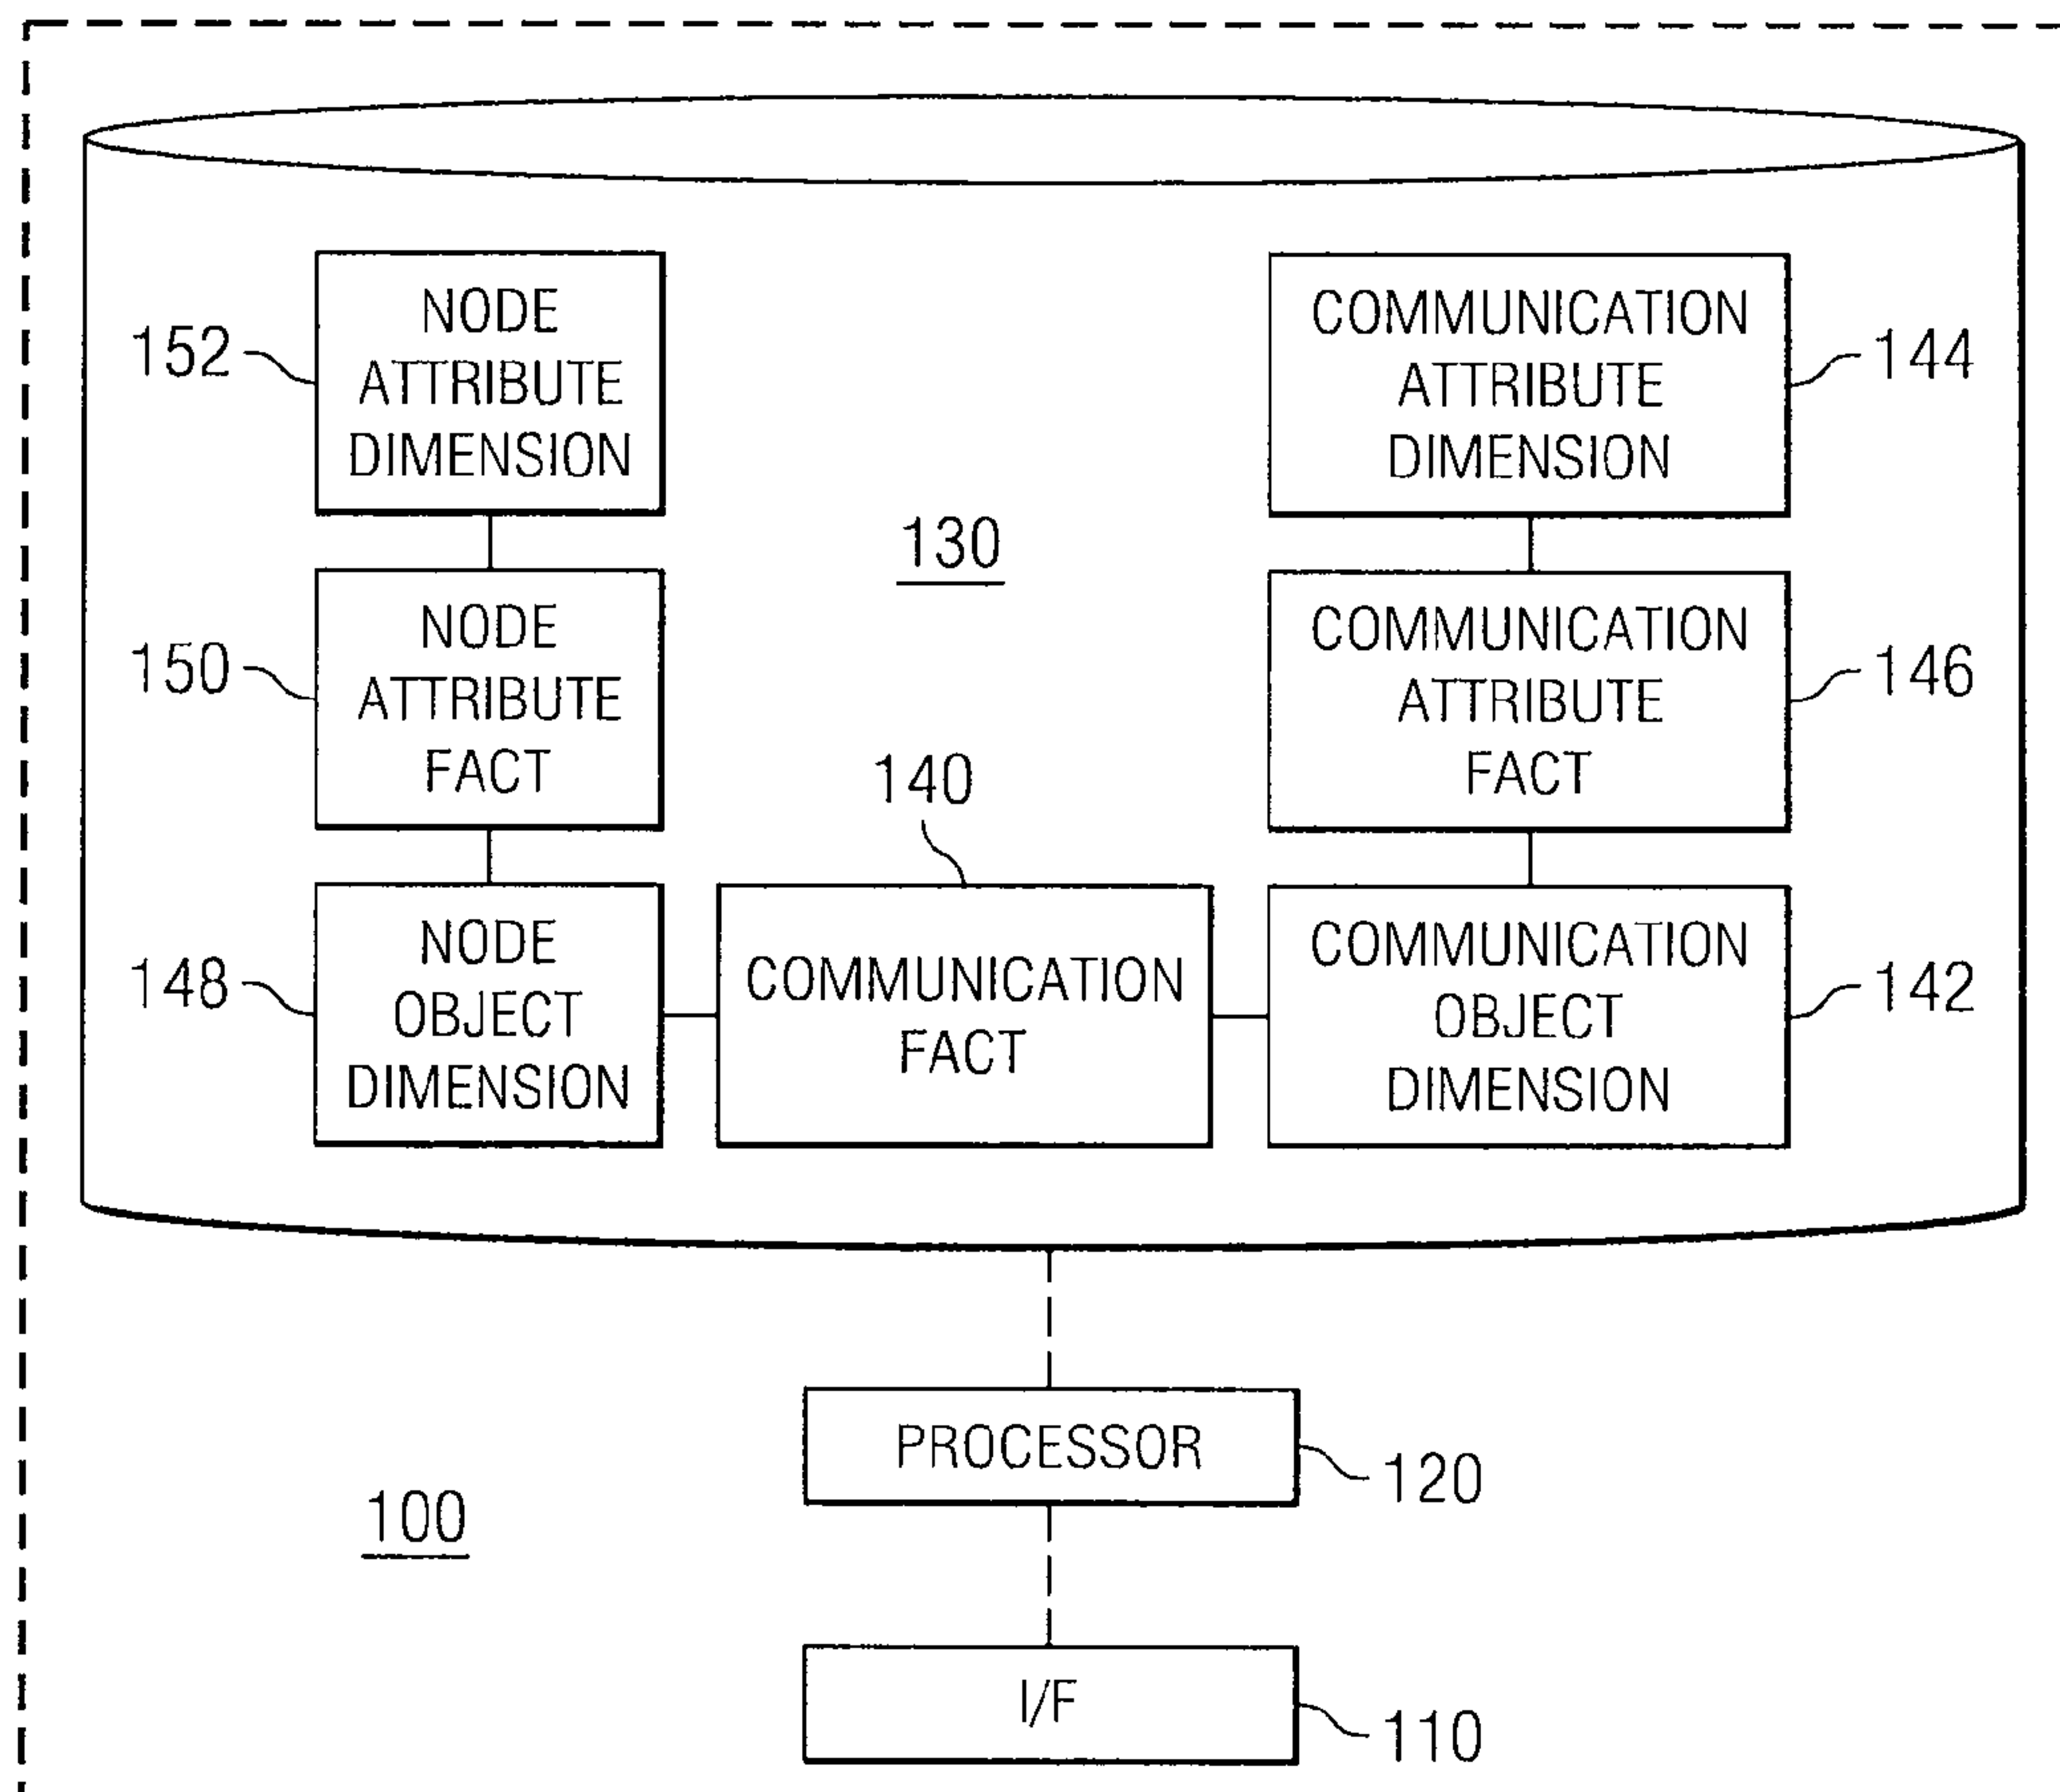 NODE
ATTRIBUTE
DIMENSION
152
COMMUNICATION
ATTRIBUTE
DIMENSION
144
130
NODE
ATTRIBUTE
FACT
150
COMMUNICATION
ATTRIBUTE
FACT
146
140
NODE
OBJECT
DIMENSION
148
COMMUNICATION
FACT
COMMUNICATION
OBJECT
DIMENSION
142
PROCESSOR
120
100
I/F
110